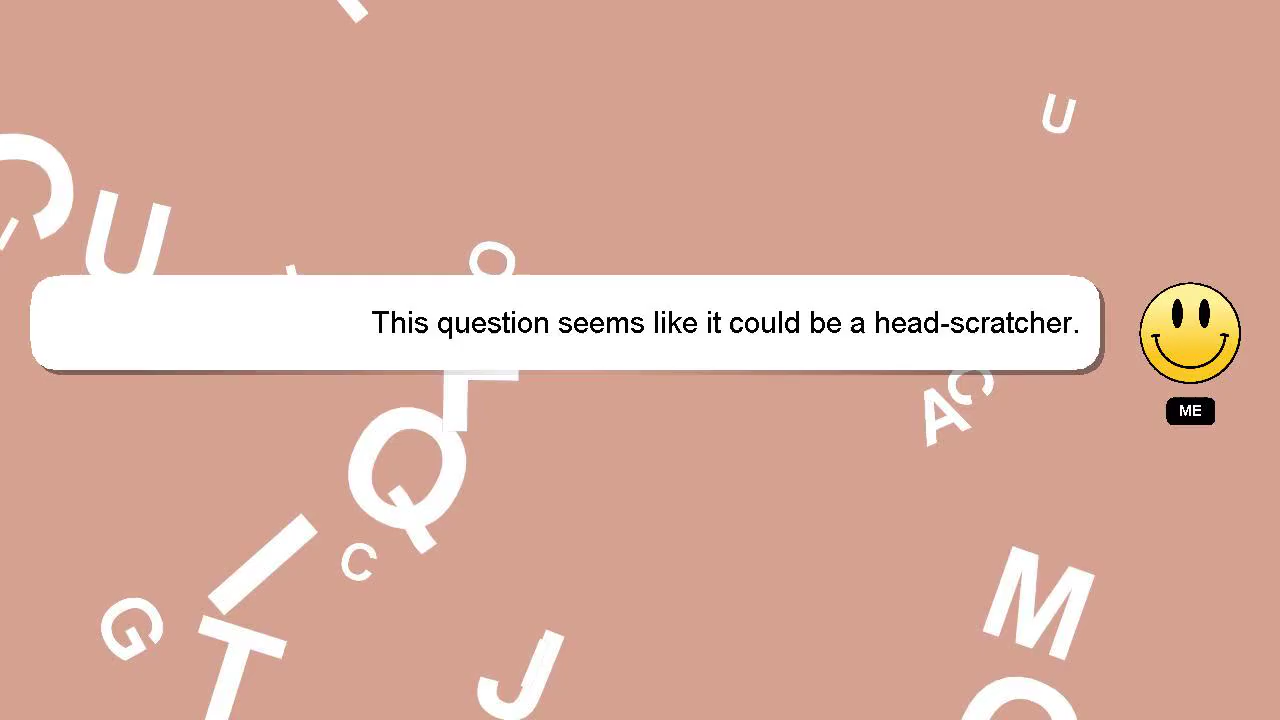 U
C
U
O
This question seems like it could be a head-scratcher.
ME
C
A
Q
I
C
G
T
J
M